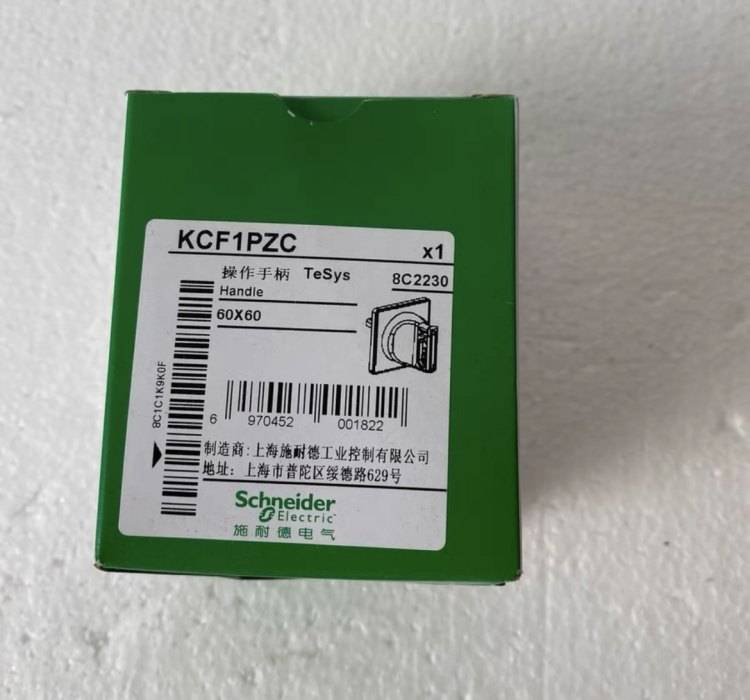 KCF1PZC
x1
操作手柄 TeSys
8C2230
Handle
60X60
8C1C1K9K0F
6 970452 001822
制造商:上海施耐德工业控制有限公司
地址: 上海市普陀区绥德路629号
Schneider
Electric
施耐德电气